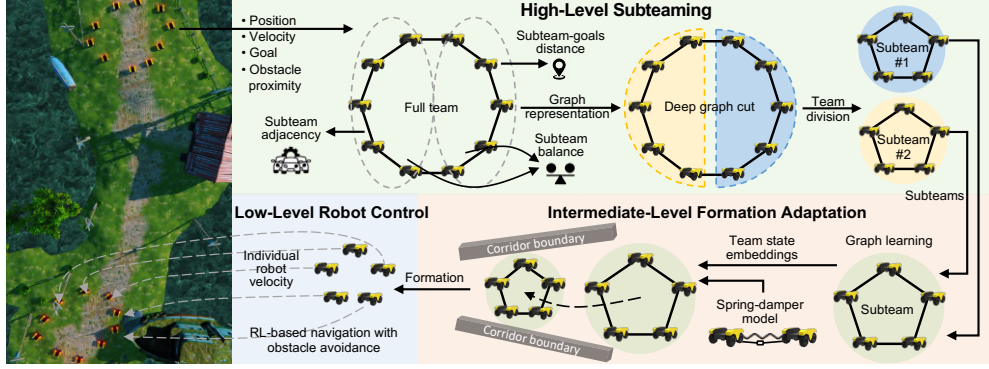 High-Level Subteaming
• Position
• Velocity
• Goal
• Obstacle
proximity
Subteam-goals
distance
Full team
Subteam
adjacency
Graph
representation
Subteam
balance
Deep graph cut
Team
division
Subteam
#1
Subteam
#2
Subteams
Low-Level Robot Control
Individual
robot
velocity
RL-based navigation with
obstacle avoidance
Formation
Intermediate-Level Formation Adaptation
Corridor boundary
Corridor boundary
Team state
embeddings
Graph learning
Spring-damper
model
Subteam